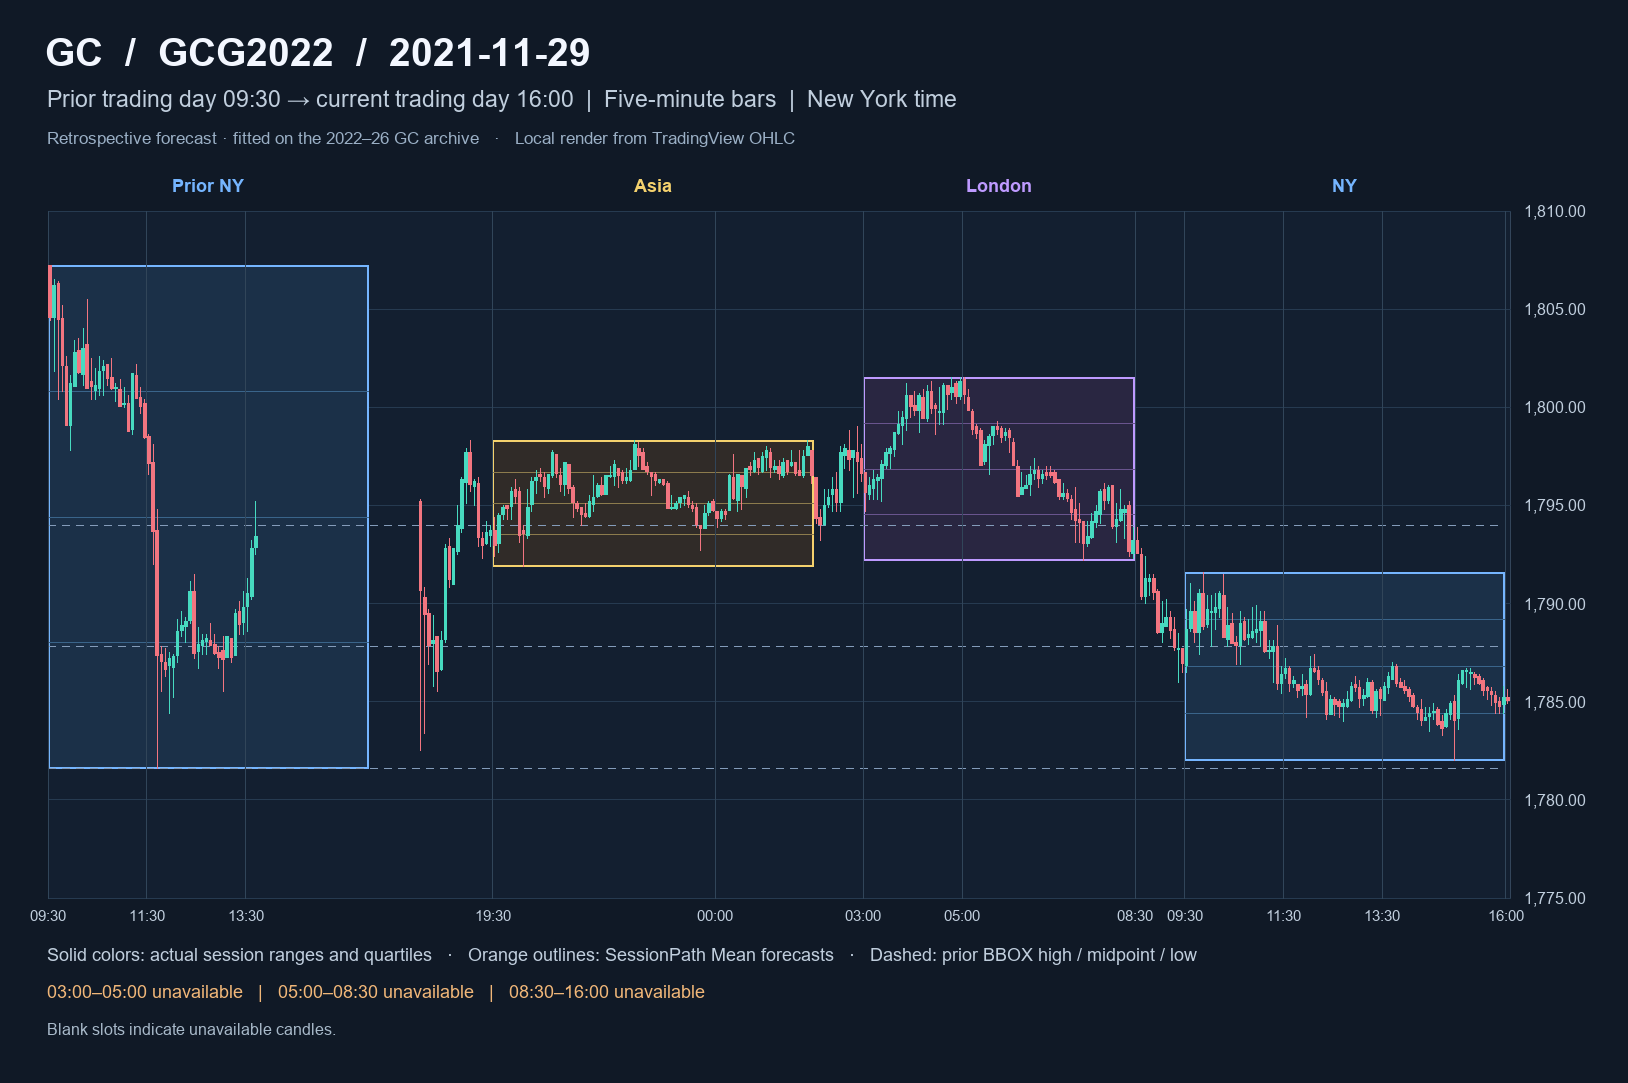 GC / GCG2022 / 2021-11-29
Prior trading day 09:30 → current trading day 16:00 | Five-minute bars | New York time
Retrospective forecast · fitted on the 2022–26 GC archive · Local render from TradingView OHLC
Prior NY Asia London NY
1,810.00
1,805.00
1,800.00
1,795.00
1,790.00
1,785.00
1,780.00
1,775.00
09:30 11:30 13:30 19:30 00:00 03:00 05:00 08:30 09:30 11:30 13:30 16:00
Solid colors: actual session ranges and quartiles · Orange outlines: SessionPath Mean forecasts · Dashed: prior BBOX high / midpoint / low
03:00–05:00 unavailable | 05:00–08:30 unavailable | 08:30–16:00 unavailable
Blank slots indicate unavailable candles.